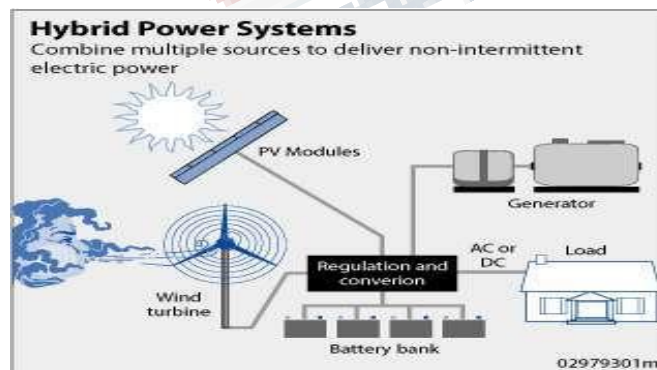 Hybrid Power Systems
Combine multiple sources to deliver non-intermittent
electric power
PV Modules
Generator
AC or
DC
Load
Regulation and
converion
Wind
turbine
Battery bank
02979301m